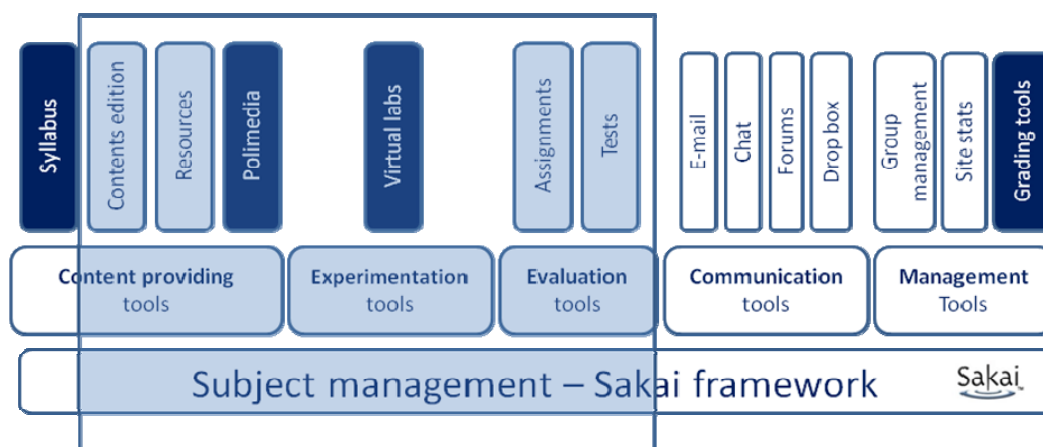 Syllabus
Contents edition
Resources
Polimedia
Virtual labs
Assignments
Tests
E-mail
Chat
Forums
Drop box
Group
management
Site stats
Grading tools
Content providing
tools
Experimentation
tools
Evaluation
tools
Communication
tools
Management
Tools
Subject management – Sakai framework
Sakai™